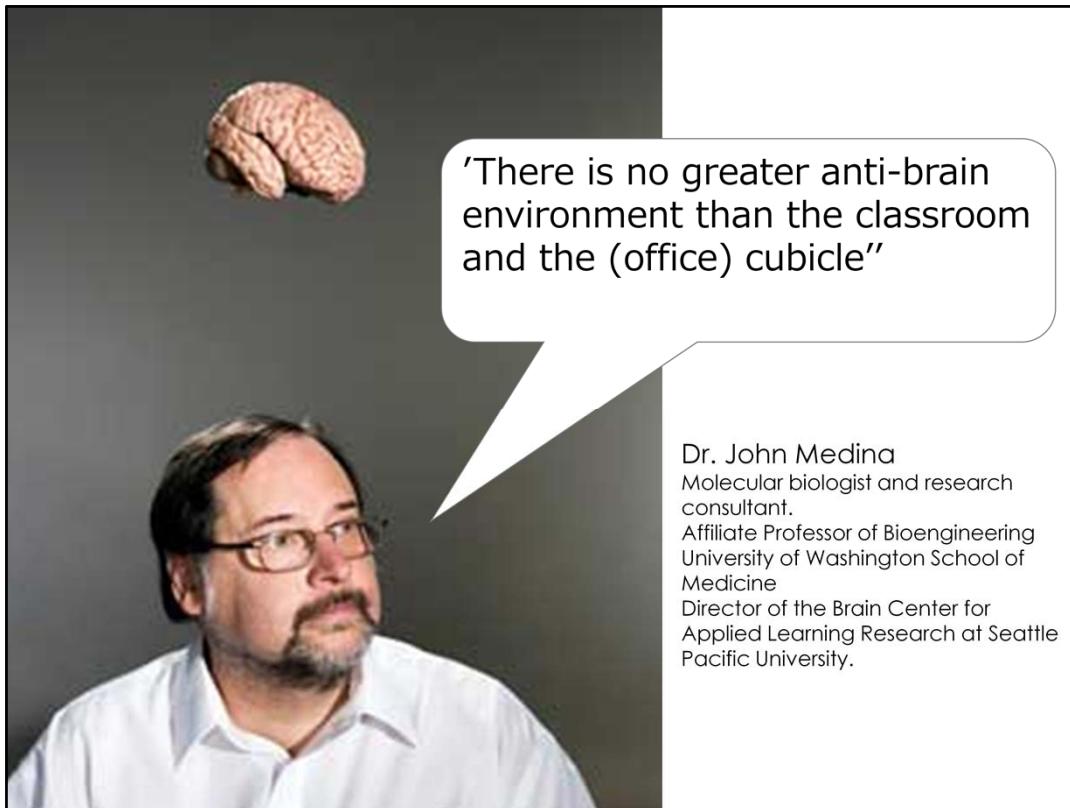 ’There is no greater anti-brain
environment than the classroom
and the (office) cubicle’’
Dr. John Medina
Molecular biologist and research
consultant.
Affiliate Professor of Bioengineering
University of Washington School of
Medicine
Director of the Brain Center for
Applied Learning Research at Seattle
Pacific University.